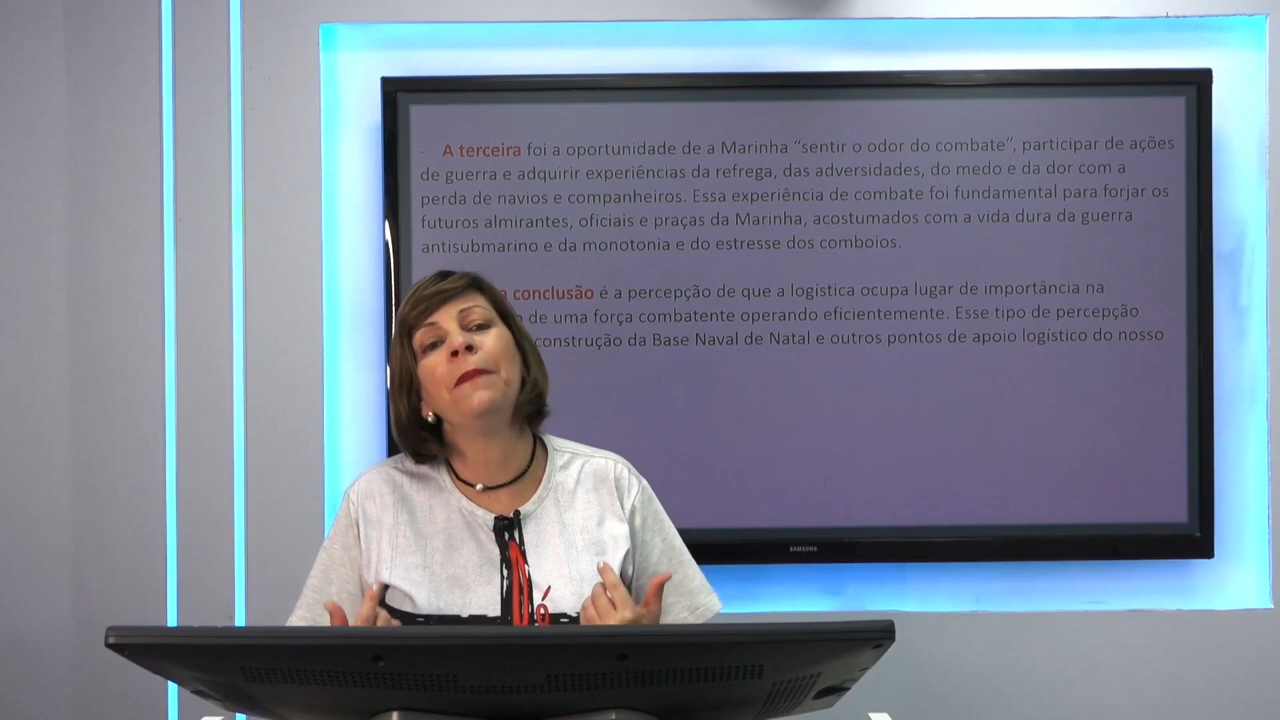 - A terceira foi a oportunidade de a Marinha “sentir o odor do combate”, participar de ações
de guerra e adquirir experiências da refrega, das adversidades, do medo e da dor com a
perda de navios e companheiros. Essa experiência de combate foi fundamental para forjar os
futuros almirantes, oficiais e praças da Marinha, acostumados com a vida dura da guerra
antisubmarino e da monotonia e do estresse dos comboios.
conclusão é a percepção de que a logística ocupa lugar de importância na
de uma força combatente operando eficientemente. Esse tipo de percepção
construção da Base Naval de Natal e outros pontos de apoio logístico do nosso
SAMSUNG